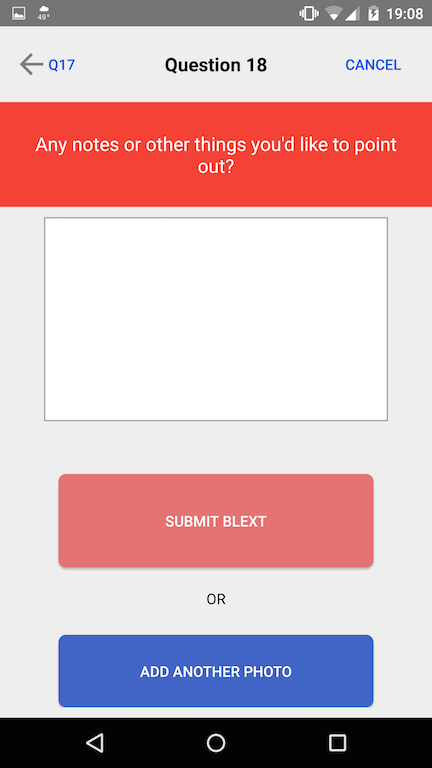 49°
19:08
Q17
Question 18
CANCEL
Any notes or other things you'd like to point
out?
SUBMIT BLEXT
OR
ADD ANOTHER PHOTO